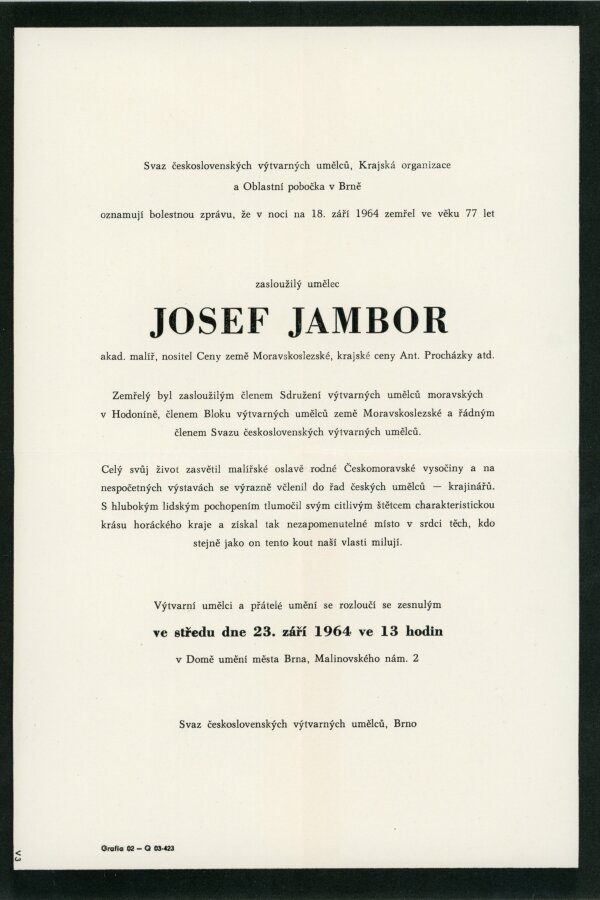 Svaz československých výtvarných umělců, Krajská organizace
a Oblastní pobočka v Brně
oznamují bolestnou zprávu, že v noci na 18. září 1964 zemřel ve věku 77 let
zasloužilý umělec
JOSEF JAMBOR
akad. malíř, nositel Ceny země Moravskoslezské, krajské ceny Ant. Procházky atd.
Zemřelý byl zasloužilým členem Sdružení výtvarných umělců moravských
v Hodoníně, členem Bloku výtvarných umělců země Moravskoslezské a řádným
členem Svazu československých výtvarných umělců.
Celý svůj život zasvětil malířské oslavě rodné Českomoravské vysočiny a na
nespočetných výstavách se výrazně včlenil do řad českých umělců — krajinářů.
S hlubokým lidským pochopením tlumočil svým citlivým štětcem charakteristickou
krásu horáckého kraje a získal tak nezapomenutelné místo v srdci těch, kdo
stejně jako on tento kout naší vlasti milují.
Výtvarní umělci a přátelé umění se rozloučí se zesnulým
ve středu dne 23. září 1964 ve 13 hodin
v Domě umění města Brna, Malinovského nám. 2
Svaz československých výtvarných umělců, Brno
Grafia 02 — Q 03-423
V3